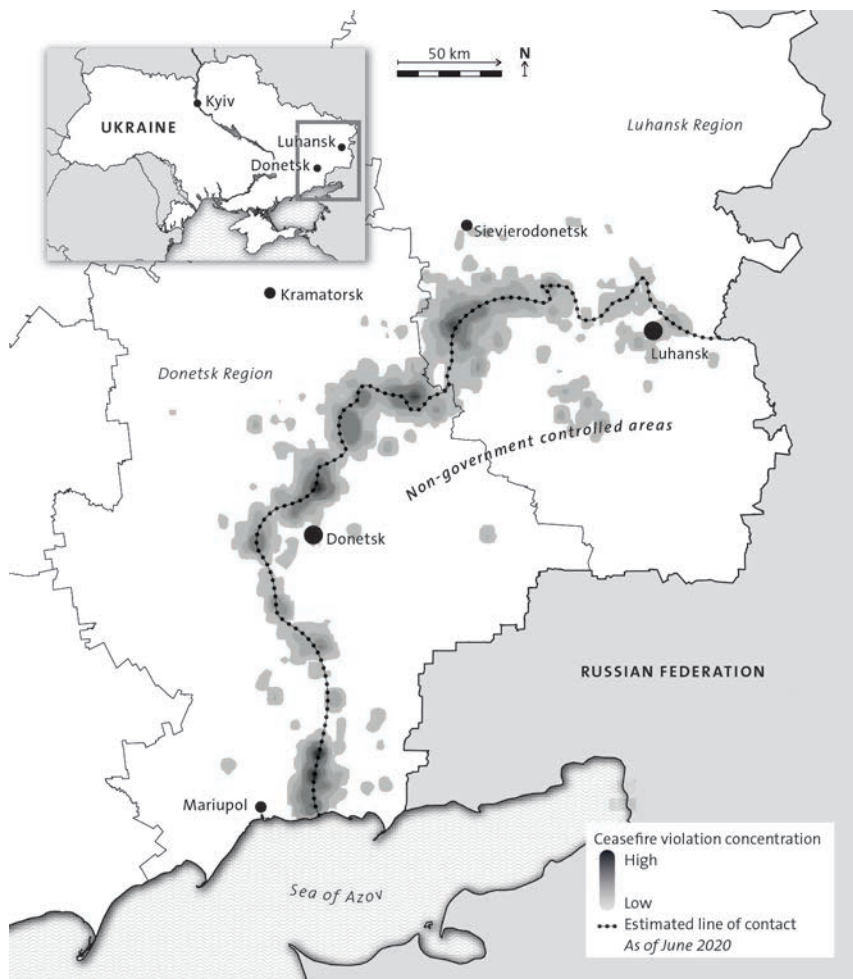 50 km
N
Kyiv
UKRAINE
Luhansk
Donetsk
Luhansk Region
Sievierodonetsk
Kramatorsk
Luhansk
Donetsk Region
Non-government controlled areas
Donetsk
RUSSIAN FEDERATION
Mariupol
Sea of Azov
Ceasefire violation concentration
High
Low
Estimated line of contact
As of June 2020